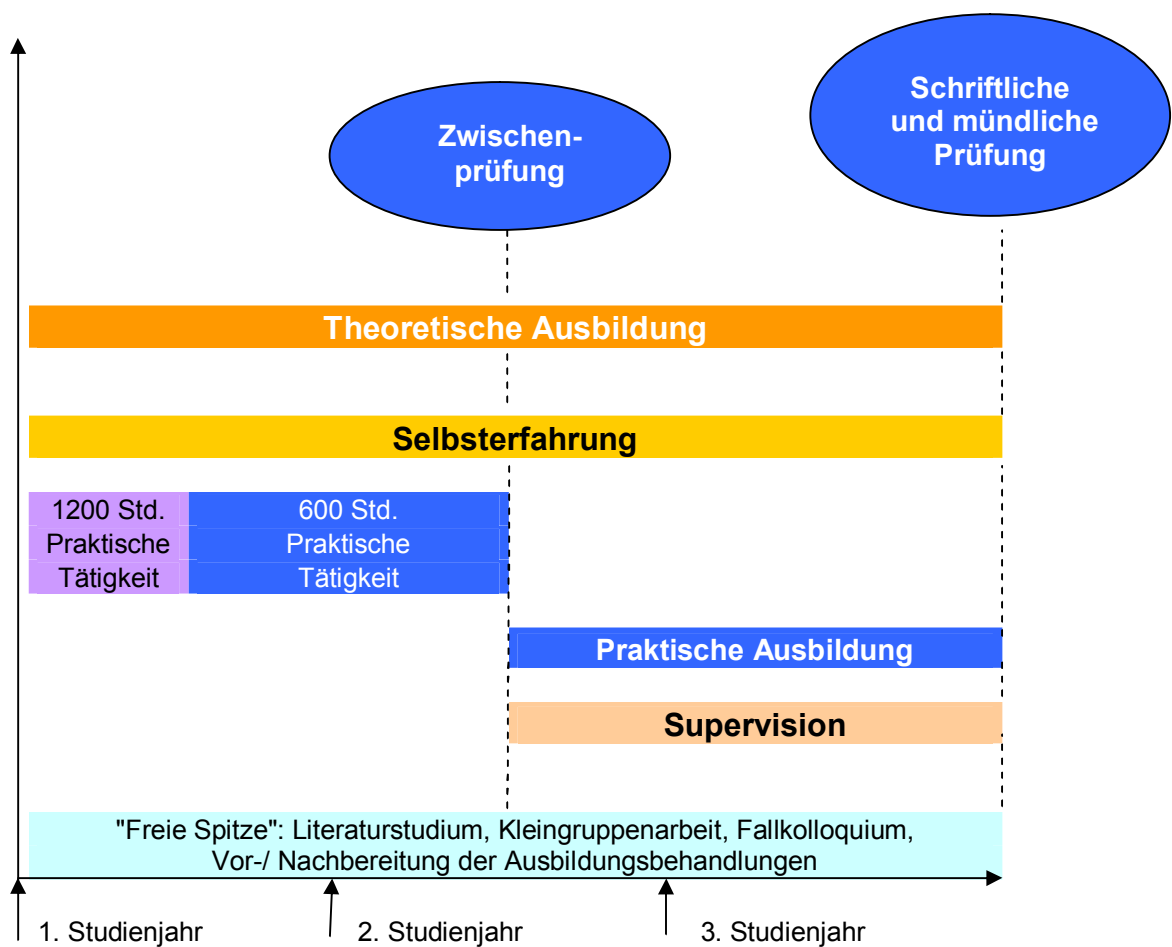 Zwischen-
prüfung
Schriftliche
und mündliche
Prüfung
Theoretische Ausbildung
Selbsterfahrung
1200 Std.
Praktische
Tätigkeit
600 Std.
Praktische
Tätigkeit
Praktische Ausbildung
Supervision
"Freie Spitze": Literaturstudium, Kleingruppenarbeit, Fallkolloquium,
Vor-/ Nachbereitung der Ausbildungsbehandlungen
1. Studienjahr
2. Studienjahr
3. Studienjahr